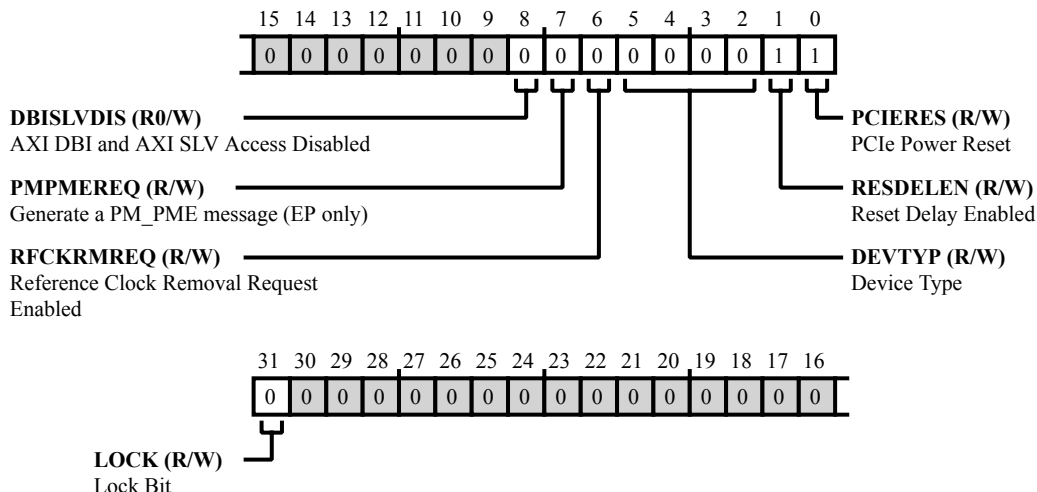 15 14 13 12 11 10 9 8 7 6 5 4 3 2 1 0
0 0 0 0 0 0 0 0 0 0 0 0 0 0 1 1
DBISLVDIS (R0/W)
AXI DBI and AXI SLV Access Disabled
PMPMEREQ (R/W)
Generate a PM_PME message (EP only)
RFCKRMREQ (R/W)
Reference Clock Removal Request
Enabled
PCIERES (R/W)
PCIe Power Reset
RESDELEN (R/W)
Reset Delay Enabled
DEVTYP (R/W)
Device Type
31 30 29 28 27 26 25 24 23 22 21 20 19 18 17 16
0 0 0 0 0 0 0 0 0 0 0 0 0 0 0 0
LOCK (R/W)
Lock Bit